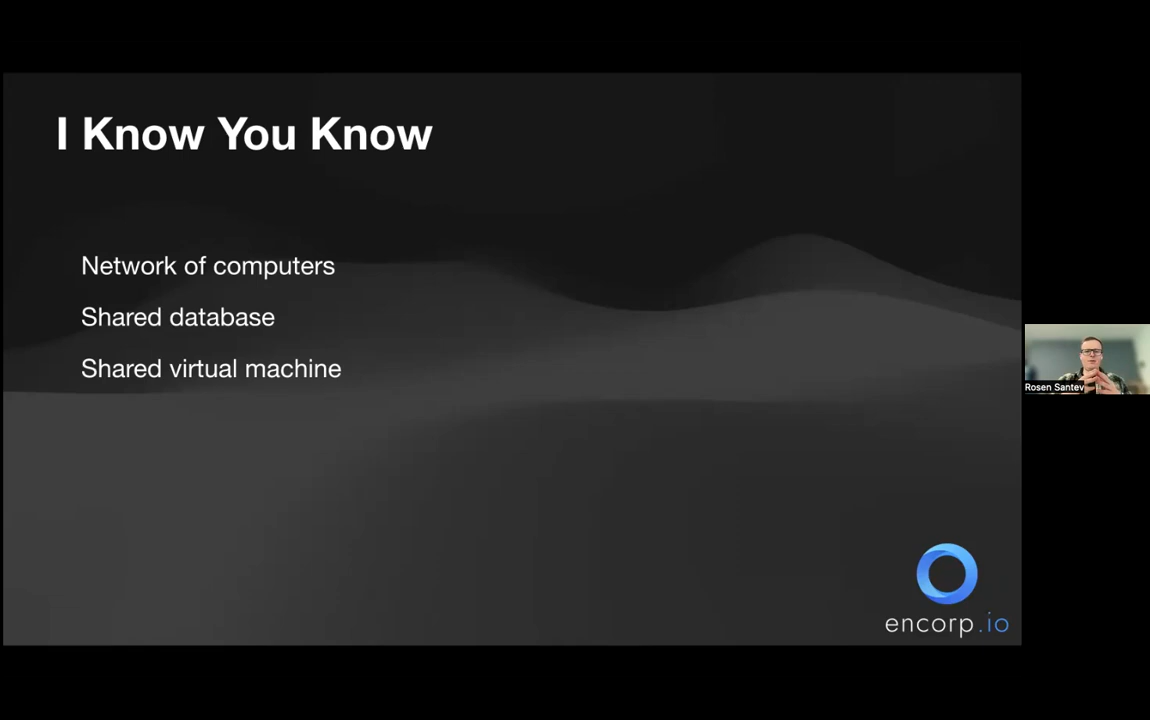 I Know You Know
Network of computers
Shared database
Shared virtual machine
Rosen Santev
encorp.io